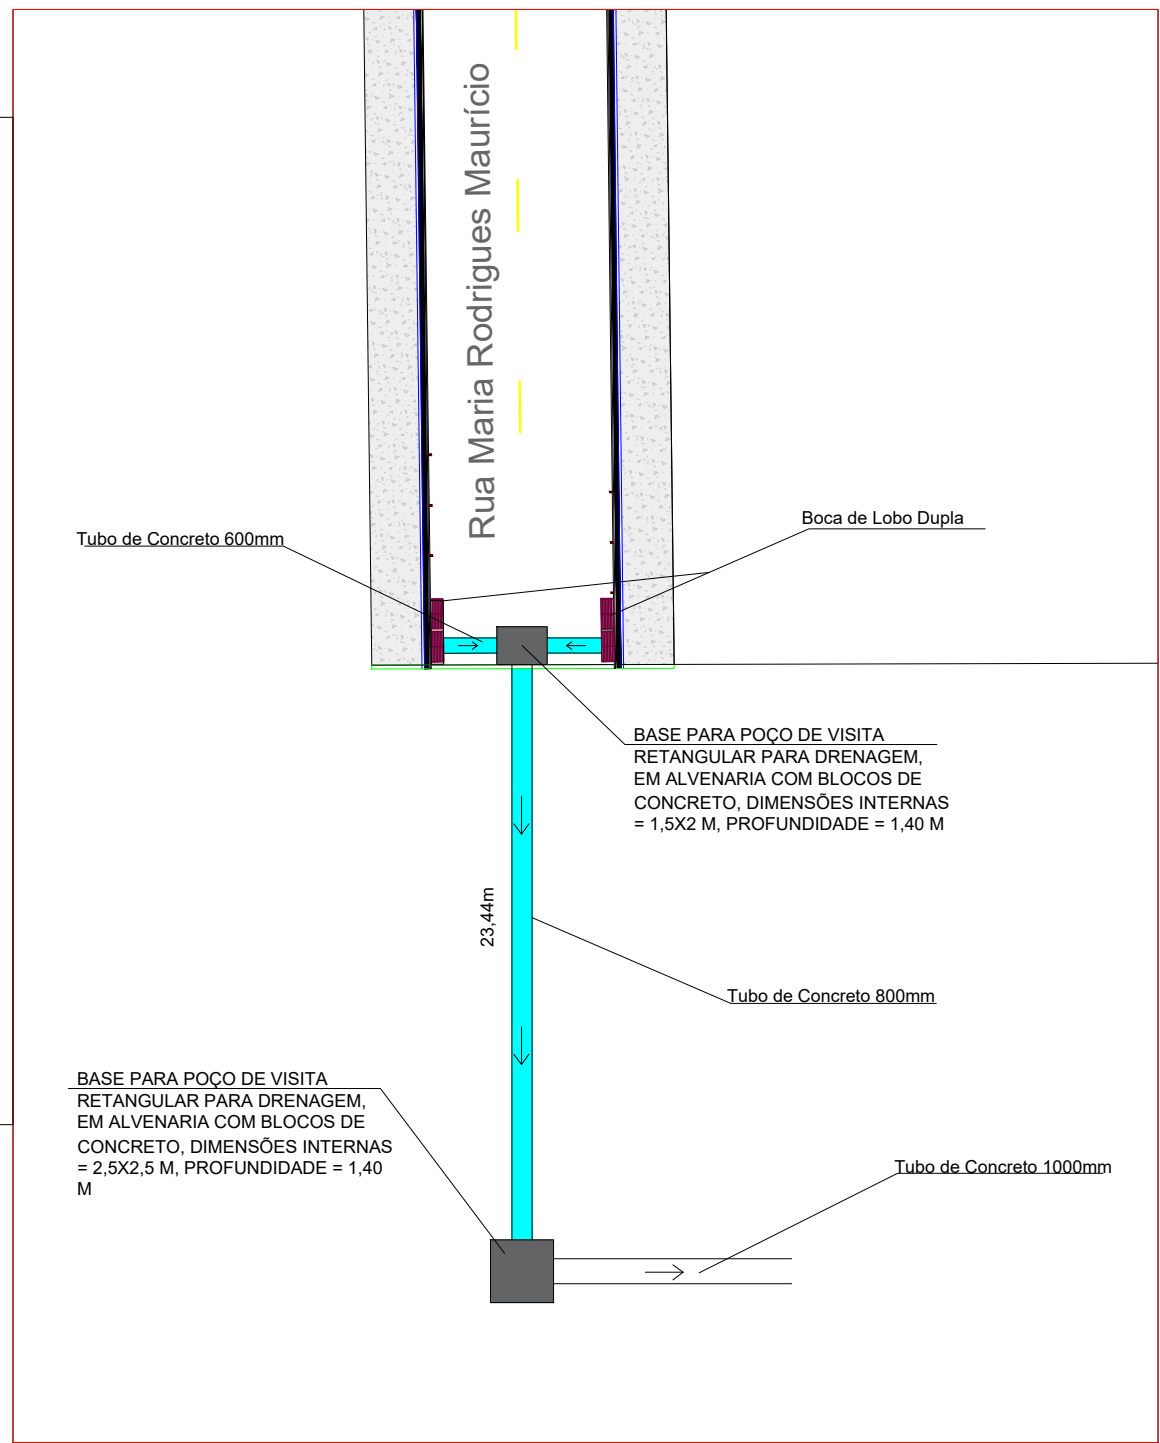 Rua Maria Rodrigues Maurício
Boca de Lobo Dupla
Tubo de Concreto 600mm
BASE PARA POÇO DE VISITA
RETANGULAR PARA DRENAGEM,
EM ALVENARIA COM BLOCOS DE
CONCRETO, DIMENSÕES INTERNAS
= 1,5X2 M, PROFUNDIDADE = 1,40 M
23,44m
Tubo de Concreto 800mm
BASE PARA POÇO DE VISITA
RETANGULAR PARA DRENAGEM,
EM ALVENARIA COM BLOCOS DE
CONCRETO, DIMENSÕES INTERNAS
= 2,5X2,5 M, PROFUNDIDADE = 1,40
M
Tubo de Concreto 1000mm